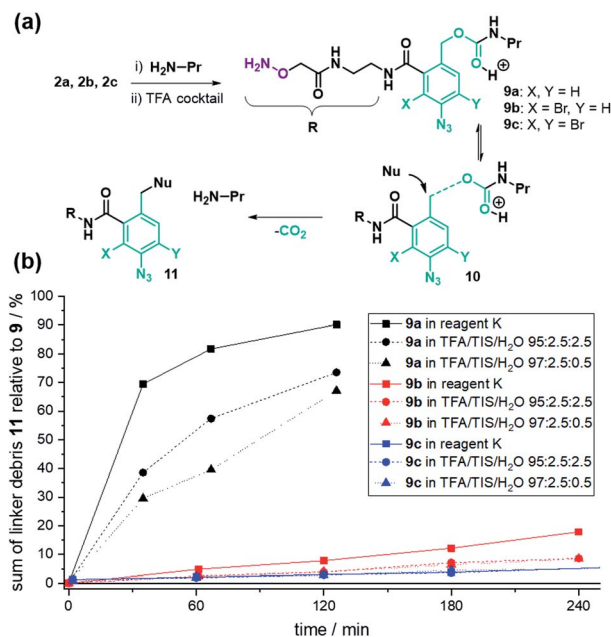 (a)
2a, 2b, 2c
i) H₂N–Pr
ii) TFA cocktail
H₂N
O
O
N
H
H
N
O
O
O
H
N
Pr
O
H
+
X
Y
N₃
R
9a: X, Y = H
9b: X = Br, Y = H
9c: X, Y = Br
Nu
O
R
N
H
X
Y
N₃
11
H₂N–Pr
-CO₂
Nu
O
R
N
H
X
Y
N₃
10
O
H
N
Pr
O
H
+
(b)
sum of linker debris 11 relative to 9 / %
100
90
80
70
60
50
40
30
20
10
0
0
60
120
180
240
time / min
9a in reagent K
9a in TFA/TIS/H₂O 95:2.5:2.5
9a in TFA/TIS/H₂O 97:2.5:0.5
9b in reagent K
9b in TFA/TIS/H₂O 95:2.5:2.5
9b in TFA/TIS/H₂O 97:2.5:0.5
9c in reagent K
9c in TFA/TIS/H₂O 95:2.5:2.5
9c in TFA/TIS/H₂O 97:2.5:0.5